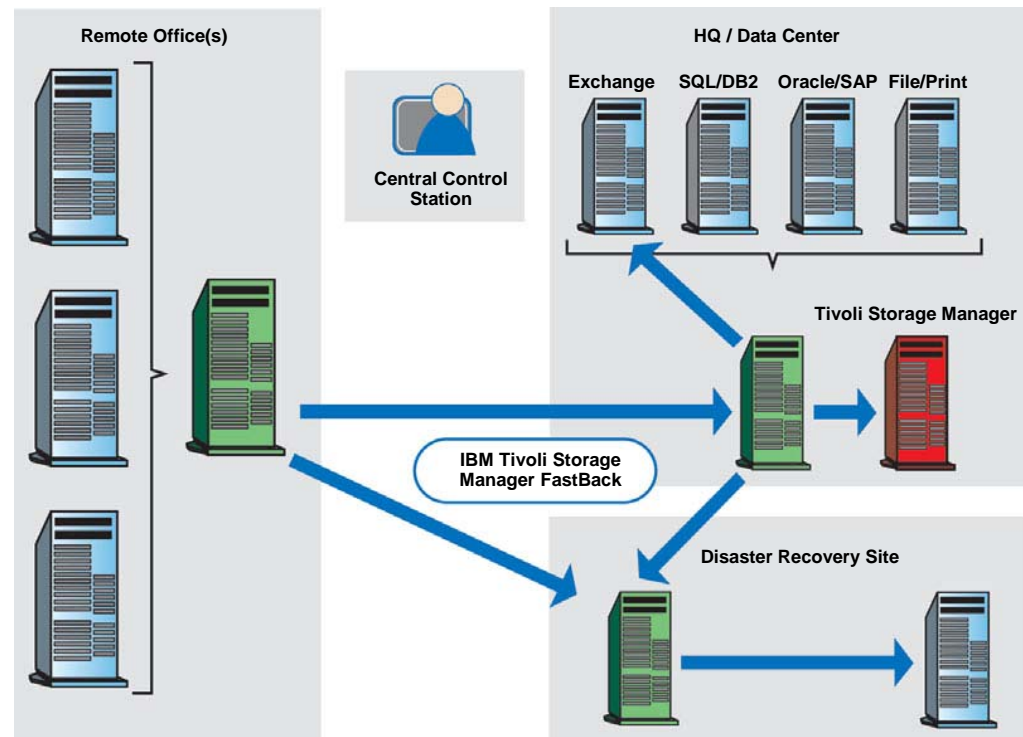 Remote Office(s)
HQ / Data Center
Exchange SQL/DB2 Oracle/SAP File/Print
Central Control
Station
Tivoli Storage Manager
IBM Tivoli Storage
Manager FastBack
Disaster Recovery Site